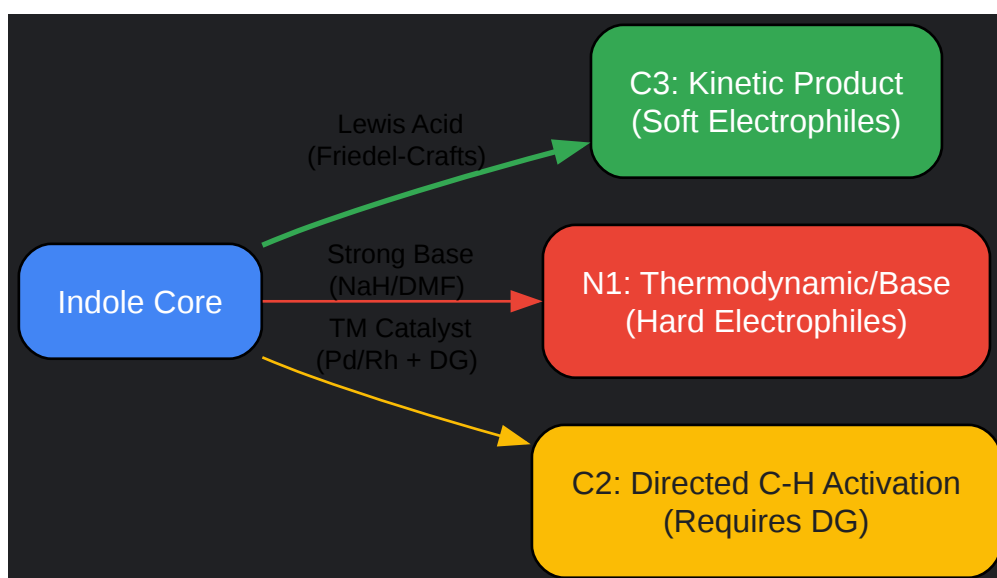 C3: Kinetic Product
(Soft Electrophiles)
Lewis Acid
(Friedel-Crafts)
Strong Base
(NaH/DMF)
Indole Core
N1: Thermodynamic/Base
(Hard Electrophiles)
TM Catalyst
(Pd/Rh + DG)
C2: Directed C-H Activation
(Requires DG)